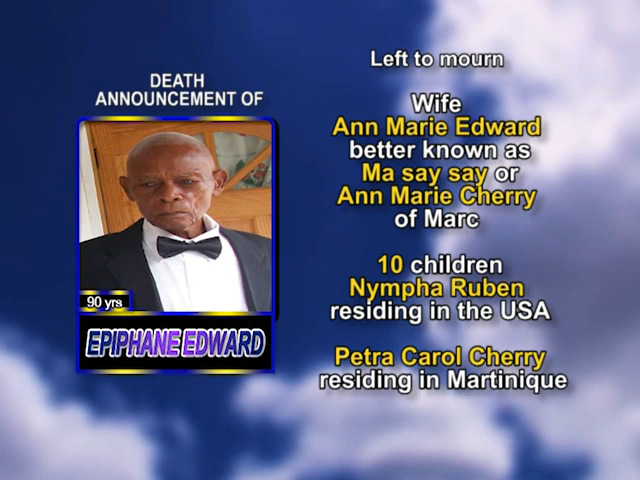 DEATH
ANNOUNCEMENT OF
90 yrs
EPIPHANE EDWARD
Left to mourn
Wife
Ann Marie Edward
better known as
Ma say say or
Ann Marie Cherry
of Marc
10 children
Nympha Ruben
residing in the USA
Petra Carol Cherry
residing in Martinique